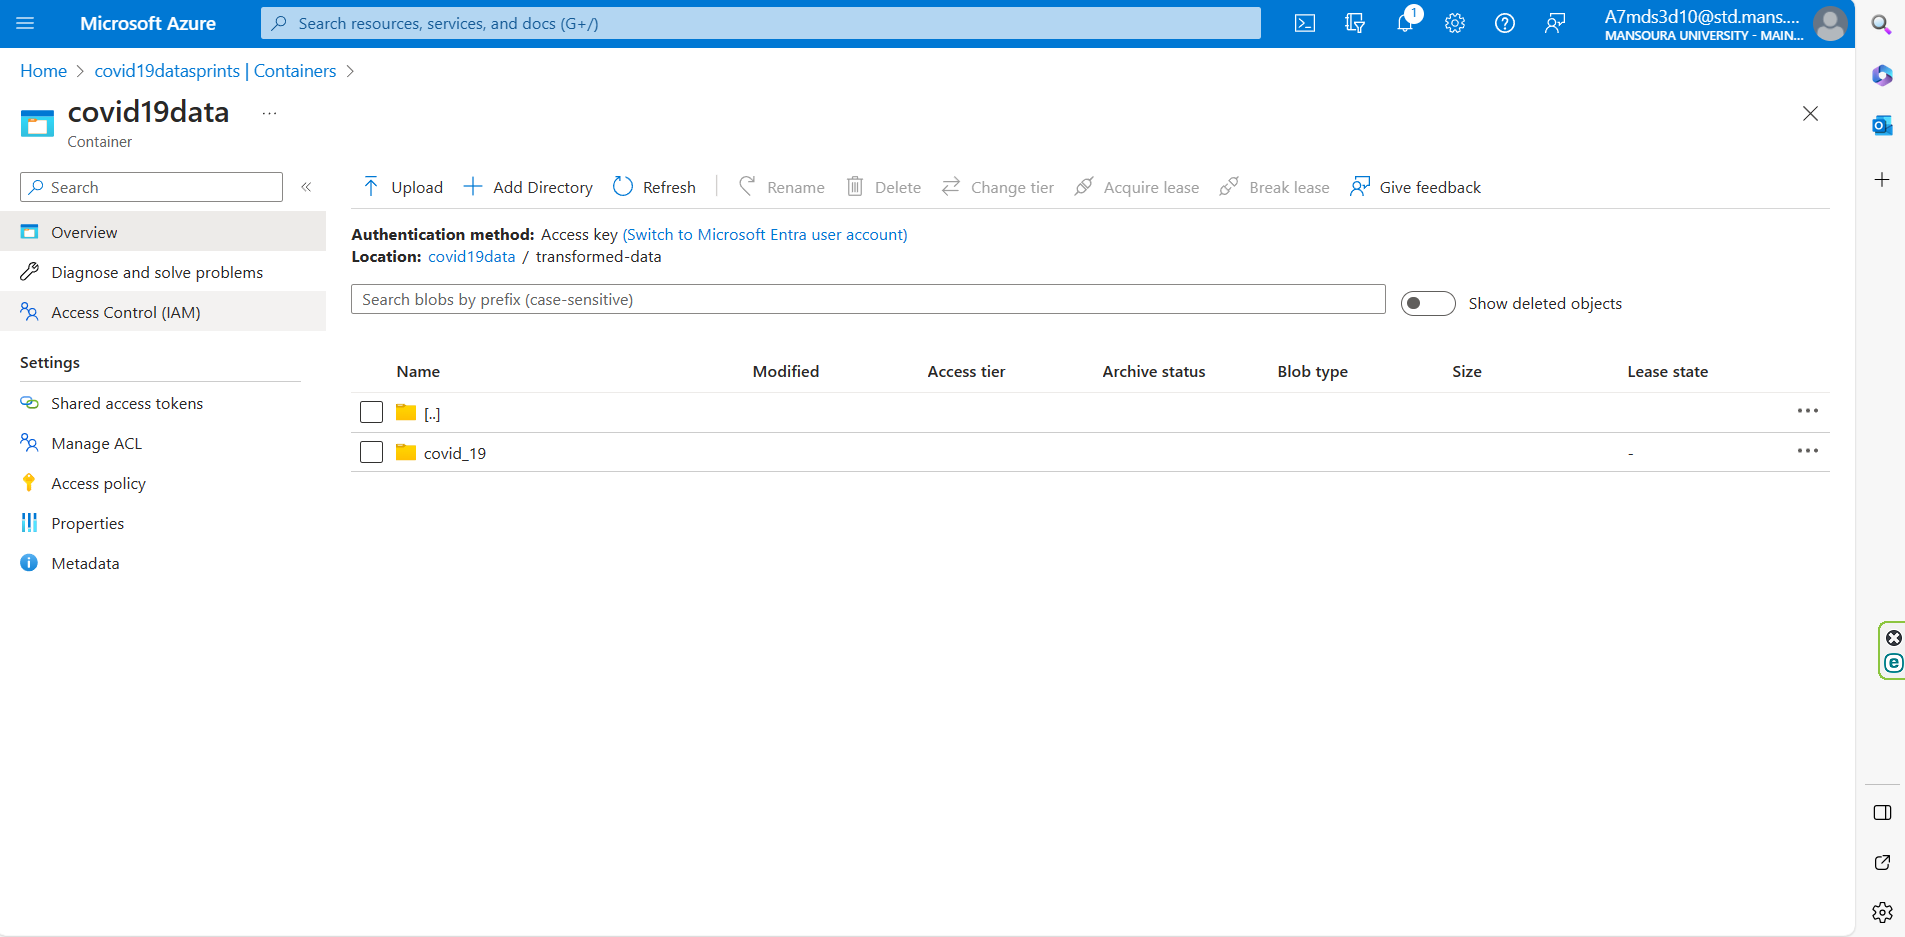 Microsoft Azure
Search resources, services, and docs (G+/)
1
A7mds3d10@std.mans....
MANSOURA UNIVERSITY - MAIN...
Home > covid19datasprints | Containers >
covid19data ...
Container
Search
«
Upload
Add Directory
Refresh
Rename
Delete
Change tier
Acquire lease
Break lease
Give feedback
Overview
Diagnose and solve problems
Access Control (IAM)
Settings
Shared access tokens
Manage ACL
Access policy
Properties
Metadata
Authentication method: Access key (Switch to Microsoft Entra user account)
Location: covid19data / transformed-data
Search blobs by prefix (case-sensitive)
Show deleted objects
Name Modified Access tier Archive status Blob type Size Lease state
[..]
covid_19 -